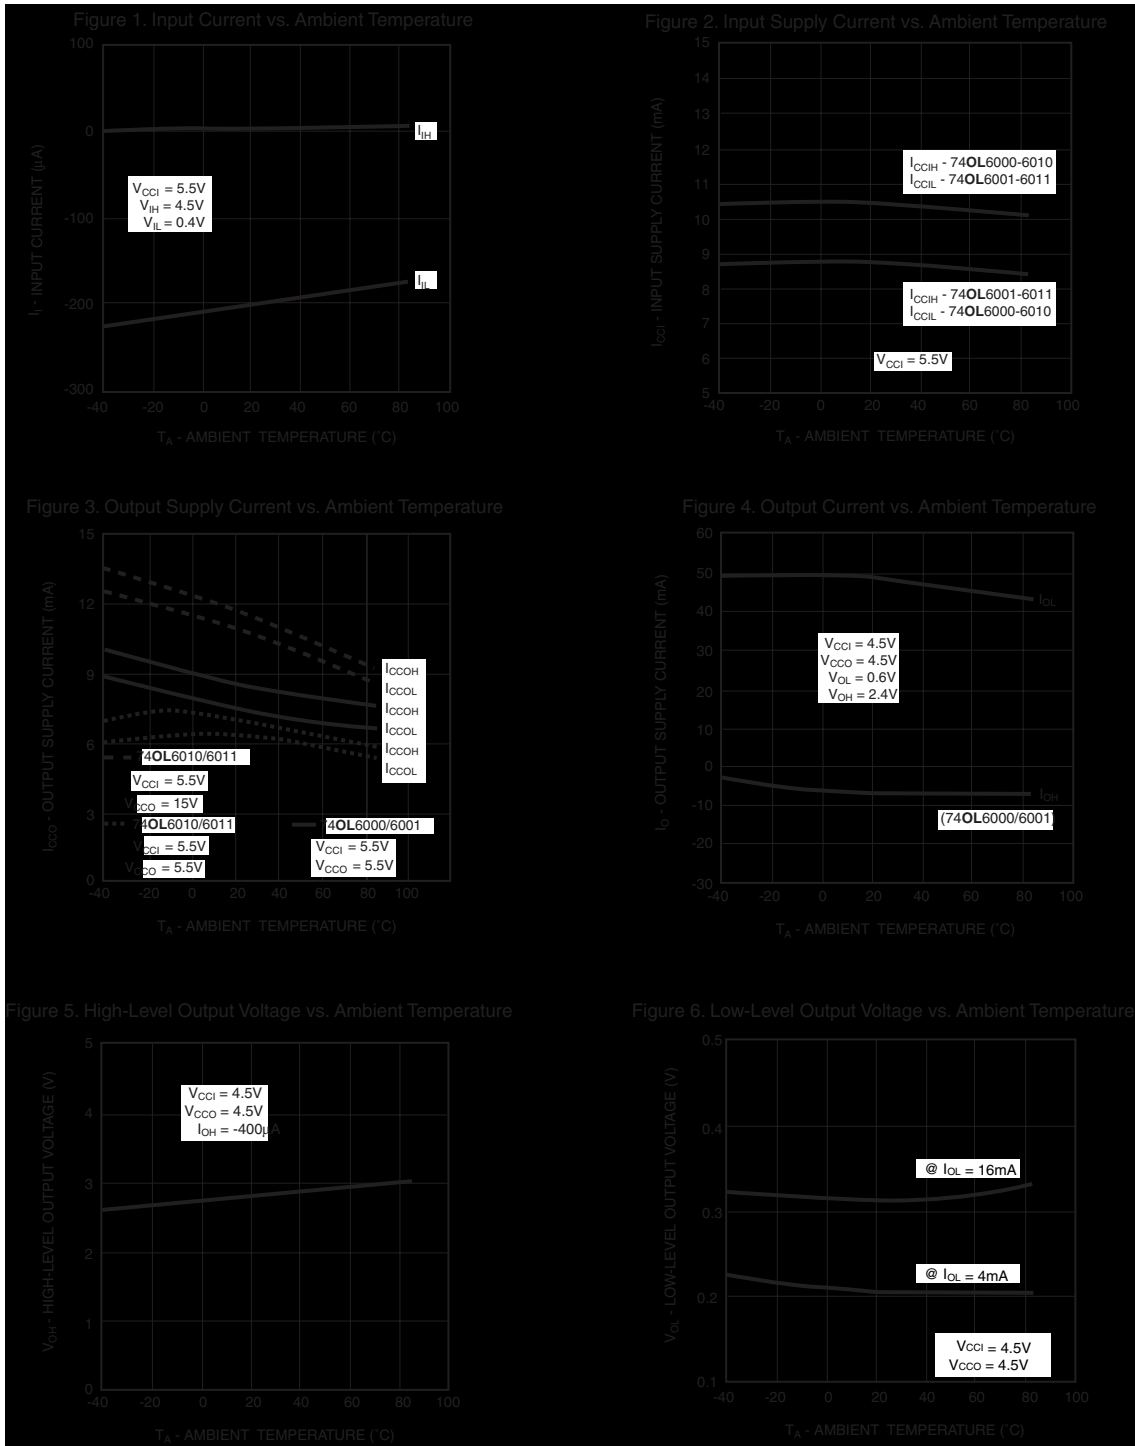 Figure 1. Input Current vs. Ambient Temperature
100
0
-100
-200
-300
I_I - INPUT CURRENT (µA)
I_IH
V_CCI = 5.5V
V_IH = 4.5V
V_IL = 0.4V
I_IL
-40 -20 0 20 40 60 80 100
T_A - AMBIENT TEMPERATURE (˚C)
Figure 2. Input Supply Current vs. Ambient Temperature
15
14
13
12
11
10
9
8
7
6
5
I_CCI - INPUT SUPPLY CURRENT (mA)
I_CCIH - 74OL6000-6010
I_CCIL - 74OL6001-6011
I_CCIH - 74OL6001-6011
I_CCIL - 74OL6000-6010
V_CCI = 5.5V
-40 -20 0 20 40 60 80 100
T_A - AMBIENT TEMPERATURE (˚C)
Figure 3. Output Supply Current vs. Ambient Temperature
15
12
9
6
3
0
I_CCO - OUTPUT SUPPLY CURRENT (mA)
I_CCOH
I_CCOL
I_CCOH
I_CCOL
I_CCOH
I_CCOL
74OL6010/6011
V_CCI = 5.5V
V_CCO = 15V
74OL6010/6011
V_CCI = 5.5V
V_CCO = 5.5V
74OL6000/6001
V_CCI = 5.5V
V_CCO = 5.5V
-40 -20 0 20 40 60 80 100
T_A - AMBIENT TEMPERATURE (˚C)
Figure 4. Output Current vs. Ambient Temperature
60
50
40
30
20
10
0
-10
-20
-30
I_O - OUTPUT SUPPLY CURRENT (mA)
I_OL
V_CCI = 4.5V
V_CCO = 4.5V
V_OL = 0.6V
V_OH = 2.4V
I_OH
(74OL6000/6001)
-40 -20 0 20 40 60 80 100
T_A - AMBIENT TEMPERATURE (˚C)
Figure 5. High-Level Output Voltage vs. Ambient Temperature
5
4
3
2
1
0
V_OH - HIGH-LEVEL OUTPUT VOLTAGE (V)
V_CCI = 4.5V
V_CCO = 4.5V
I_OH = -400µA
-40 -20 0 20 40 60 80 100
T_A - AMBIENT TEMPERATURE (˚C)
Figure 6. Low-Level Output Voltage vs. Ambient Temperature
0.5
0.4
0.3
0.2
0.1
V_OL - LOW-LEVEL OUTPUT VOLTAGE (V)
@ I_OL = 16mA
@ I_OL = 4mA
V_CCI = 4.5V
V_CCO = 4.5V
-40 -20 0 20 40 60 80 100
T_A - AMBIENT TEMPERATURE (˚C)